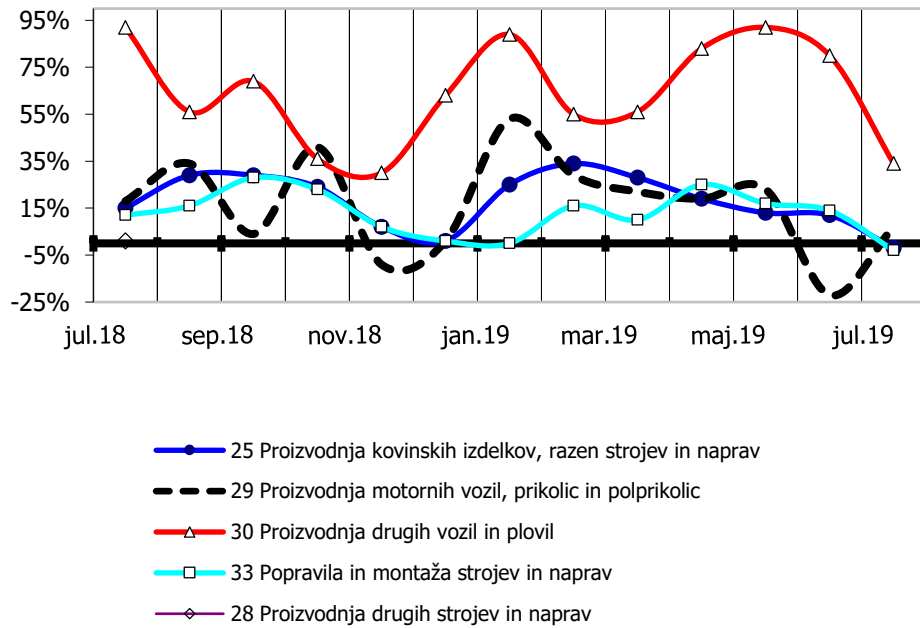 95%
75%
55%
35%
15%
-5%
-25%
jul.18 sep.18 nov.18 jan.19 mar.19 maj.19 jul.19
25 Proizvodnja kovinskih izdelkov, razen strojev in naprav
29 Proizvodnja motornih vozil, prikolic in polprikolic
30 Proizvodnja drugih vozil in plovil
33 Popravila in montaža strojev in naprav
28 Proizvodnja drugih strojev in naprav